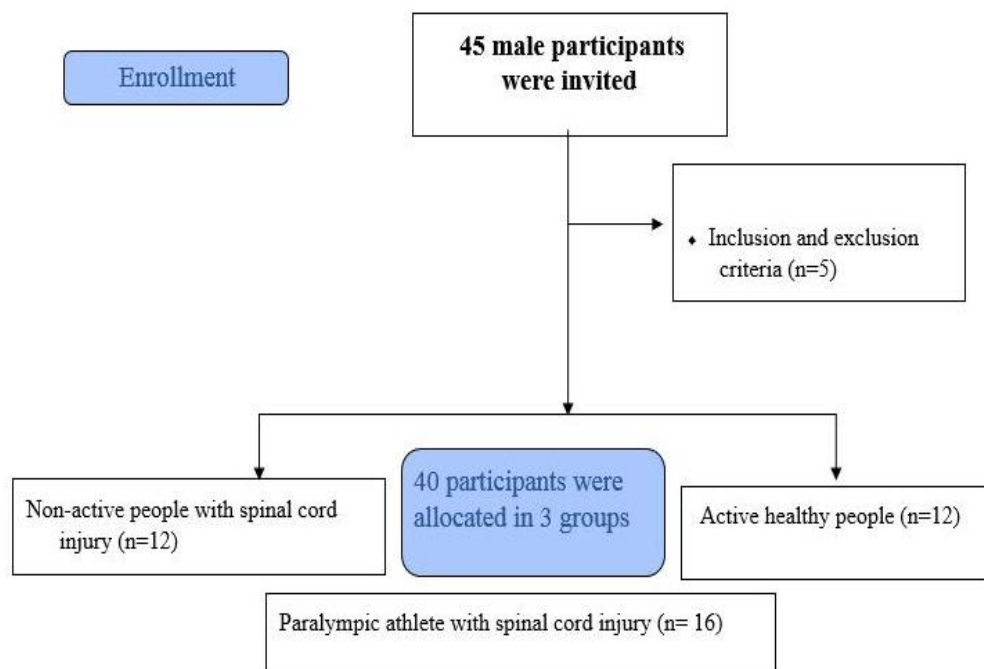 45 male participants
were invited
Enrollment
♦ Inclusion and exclusion
criteria (n=5)
40 participants were
allocated in 3 groups
Non-active people with spinal cord
injury (n=12)
Active healthy people (n=12)
Paralympic athlete with spinal cord injury (n= 16)